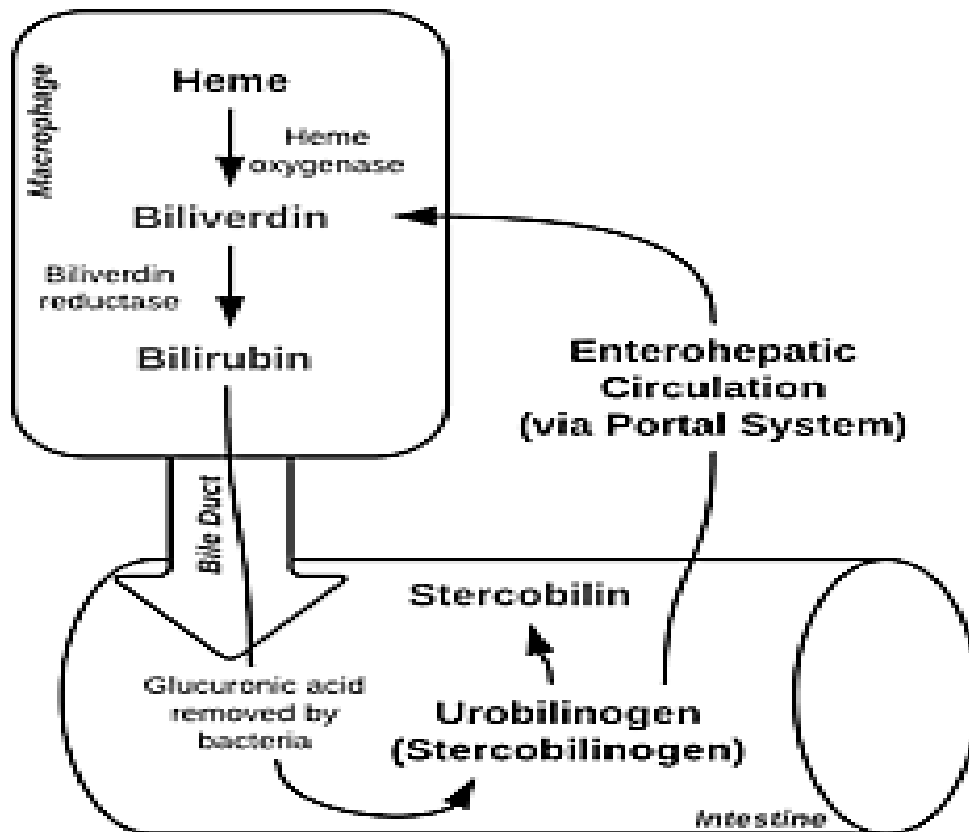 Macrophage
Heme
Heme
oxygenase
Biliverdin
Biliverdin
reductase
Bilirubin
Enterohepatic
Circulation
(via Portal System)
Bile Duct
Stercobilin
Glucuronic acid
removed by
bacteria
Urobilinogen
(Stercobilinogen)
Intestine